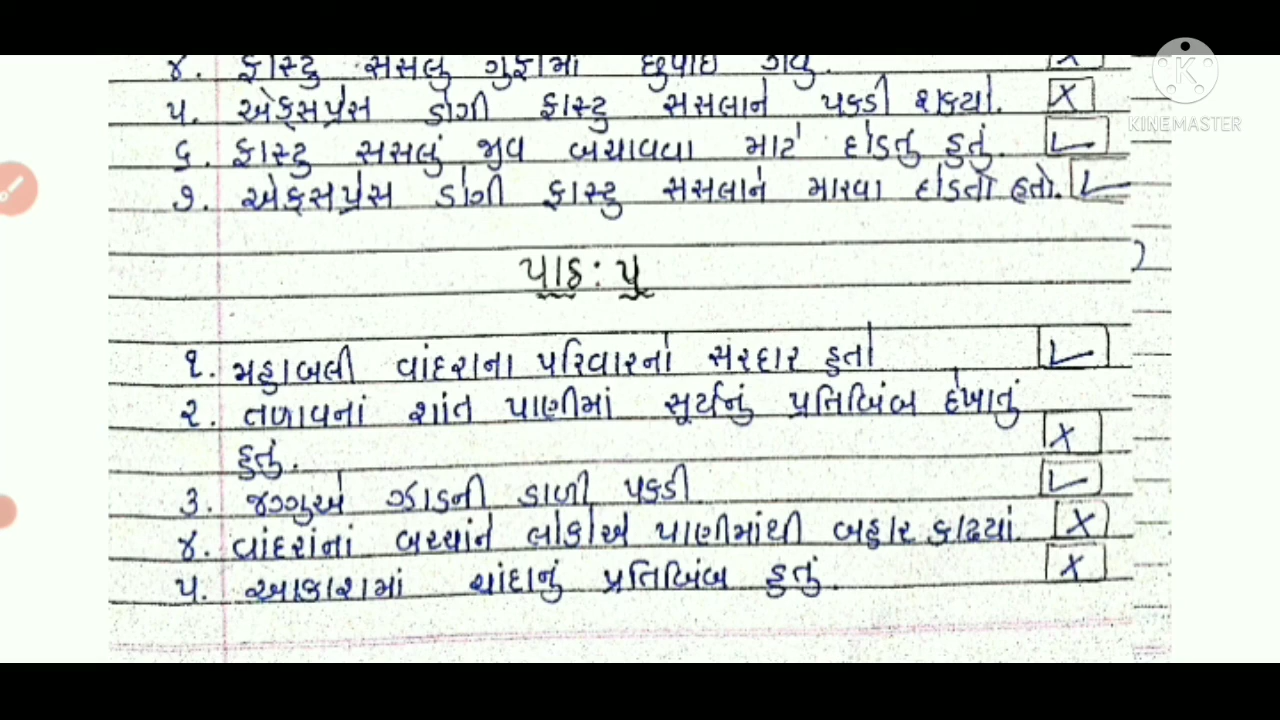 ૪. ફાસ્ટુ સસલું ગુફામાં છુપાઇ ગયું. X
૫. એક્સપ્રેસ ડોગી ફાસ્ટુ સસલાને પકડી શક્યો. X
KINEMASTER
૬. ફાસ્ટુ સસલું જીવ બચાવવા માટે દોડતું હતું. ✓
૭. એક્સપ્રેસ ડોગી ફાસ્ટુ સસલાને મારવા દોડતો હતો. ✓
પાઠ : ૫
૧. મહાબલી વાંદરાના પરિવારનો સરદાર હતો ✓
૨. તળાવનાં શાંત પાણીમાં સૂર્યનું પ્રતિબિંબ દેખાતું
હતું. X
૩. જગ્ગુએ ઝાડની ડાળી પકડી ✓
૪. વાંદરાંનાં બચ્ચાંને લોકોએ પાણીમાંથી બહાર કાઢયાં. X
૫. આકાશમાં ચાંદાનું પ્રતિબિંબ હતું. X